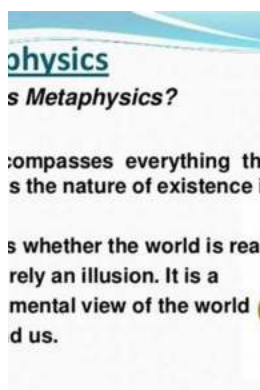 physics
s Metaphysics?
compasses everything th
s the nature of existence i
s whether the world is rea
rely an illusion. It is a
mental view of the world
d us.